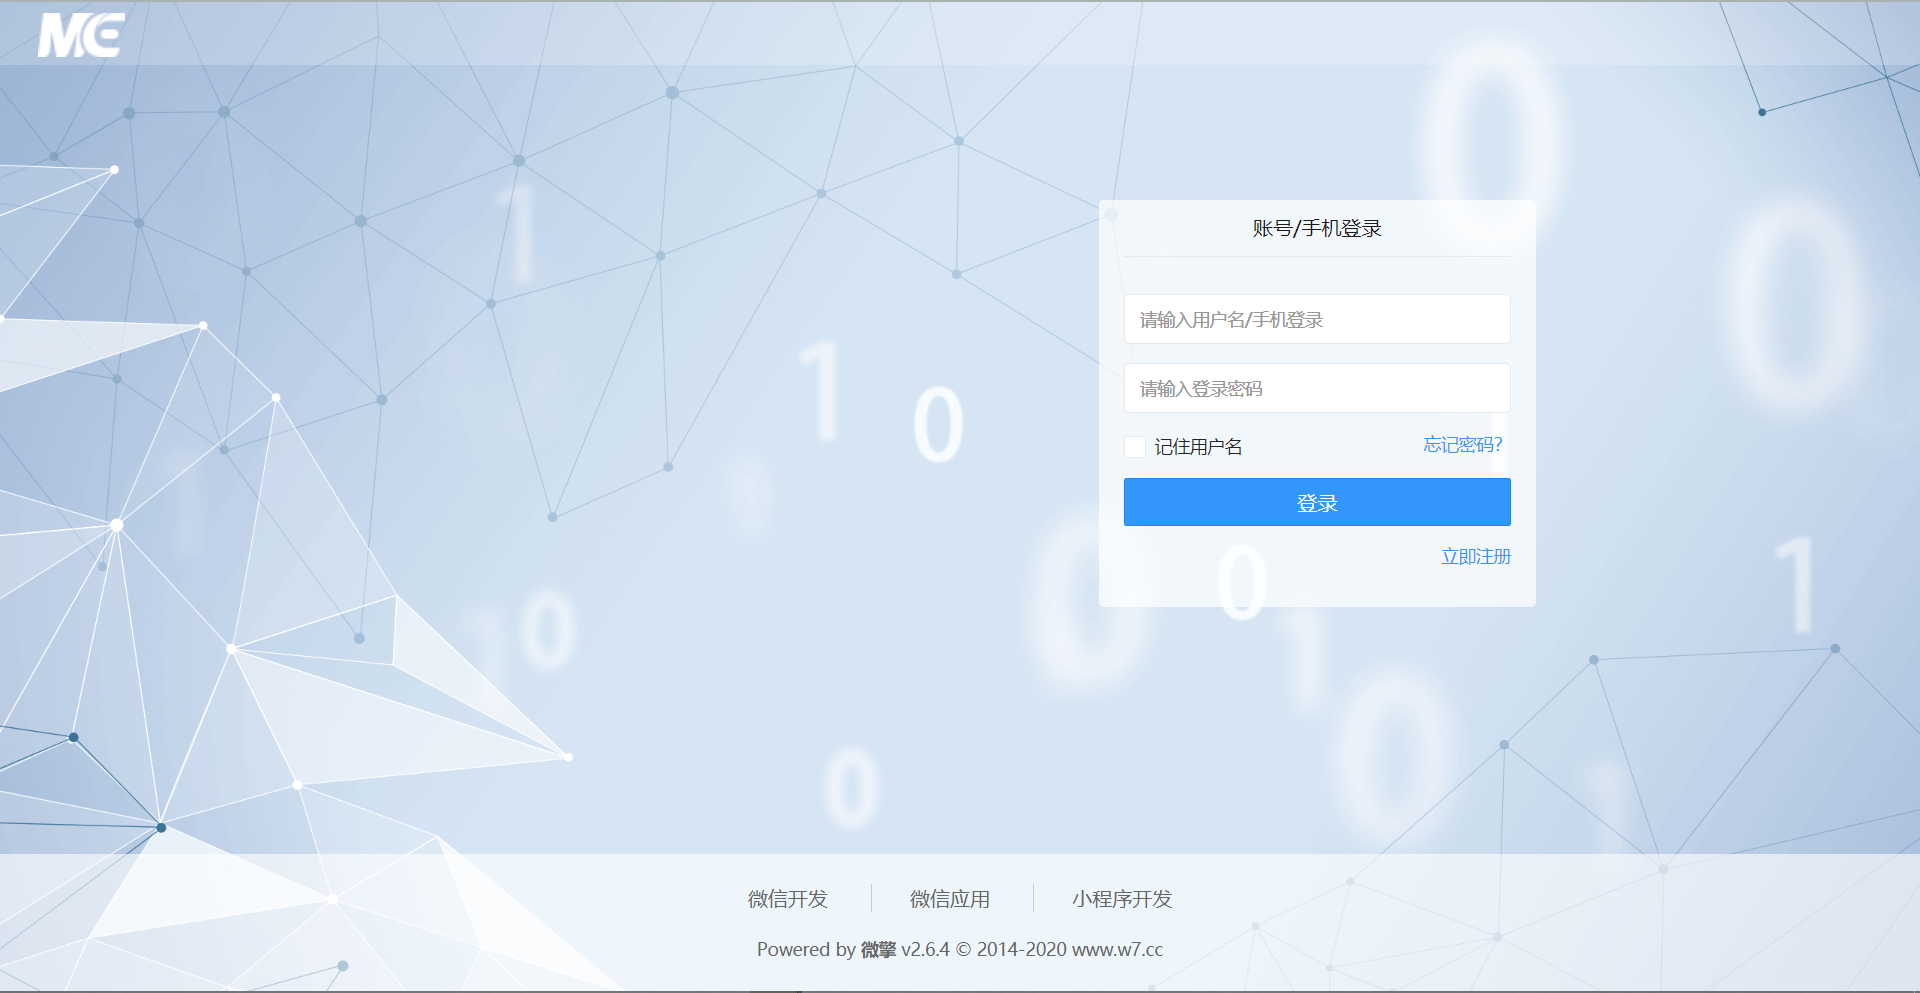 MCE
账号/手机登录
请输入用户名/手机登录
请输入登录密码
记住用户名 忘记密码?
登录
立即注册
微信开发 微信应用 小程序开发
Powered by 微擎 v2.6.4 © 2014-2020 www.w7.cc